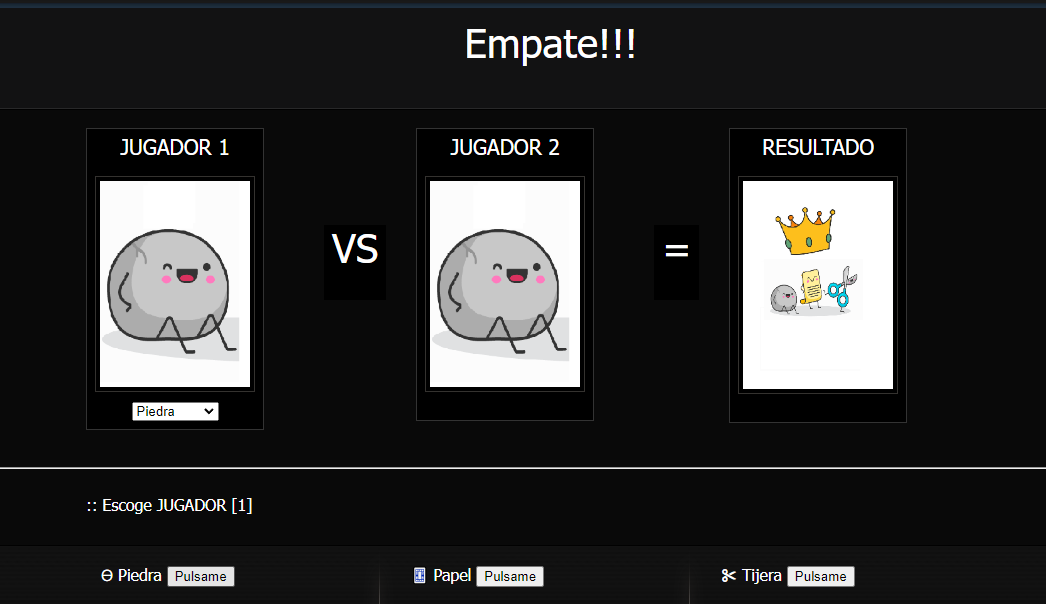 Empate!!!
JUGADOR 1
JUGADOR 2
RESULTADO
VS
=
Piedra
:: Escoge JUGADOR [1]
Piedra Pulsame
Papel Pulsame
Tijera Pulsame